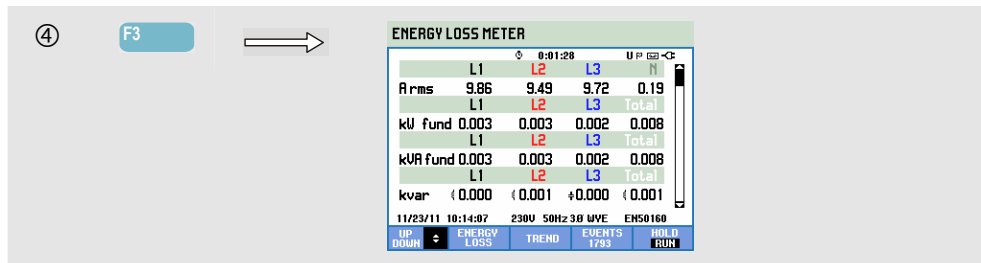 ④ F3
ENERGY LOSS METER
0:01:28 U
L1 L2 L3 N
A rms 9.86 9.49 9.72 0.19
L1 L2 L3 Total
kW fund 0.003 0.003 0.002 0.008
L1 L2 L3 Total
kVA fund 0.003 0.003 0.002 0.008
L1 L2 L3 Total
kvar 0.000 0.001 0.000 0.001
11/23/11 10:14:07 230V 50Hz 3Ø WYE EN50160
UP DOWN ENERGY LOSS TREND EVENTS 1793 HOLD RUN